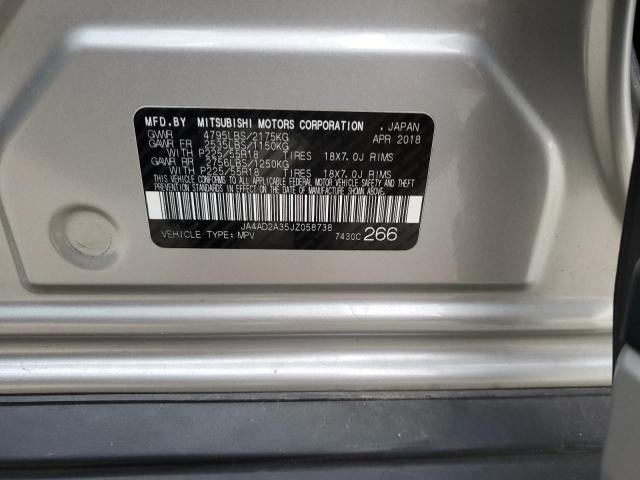 MFD.BY MITSUBISHI MOTORS CORPORATION , JAPAN
GVWR 4795LBS/2175KG APR 2018
GAWR FR 2535LBS/1150KG
WITH P225/55R18 TIRES 18X7.0J RIMS
GAWR RR 2756LBS/1250KG
WITH P225/55R18 TIRES 18X7.0J RIMS
THIS VEHICLE CONFORMS TO ALL APPLICABLE FEDERAL MOTOR VEHICLE SAFETY AND THEFT
PREVENTION STANDARDS IN EFFECT ON THE DATE OF MANUFACTURE SHOWN ABOVE.
JA4AD2A35JZ058738
VEHICLE TYPE: MPV 7430C 266